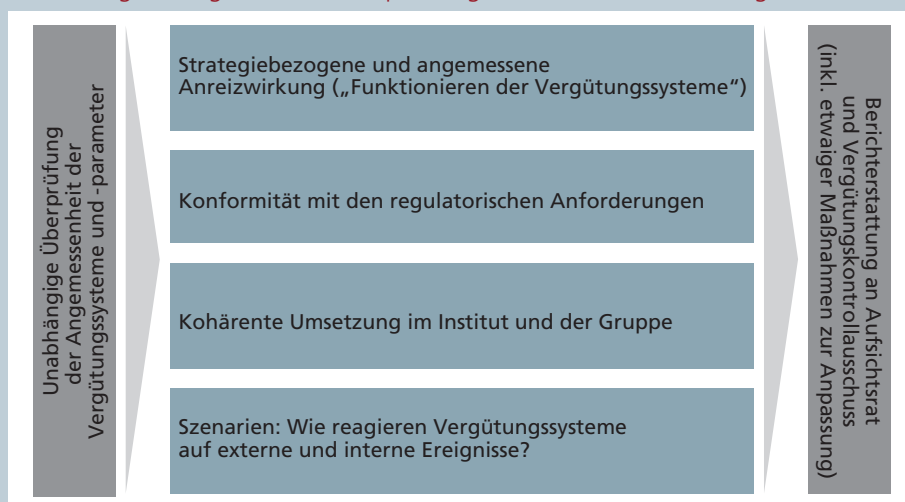 Unabhängige Überprüfung
der Angemessenheit der
Vergütungssysteme und -parameter
Strategiebezogene und angemessene
Anreizwirkung („Funktionieren der Vergütungssysteme“)
Konformität mit den regulatorischen Anforderungen
Kohärente Umsetzung im Institut und der Gruppe
Szenarien: Wie reagieren Vergütungssysteme
auf externe und interne Ereignisse?
Berichterstattung an Aufsichtsrat
und Vergütungskontrollausschuss
(inkl. etwaiger Maßnahmen zur Anpassung)